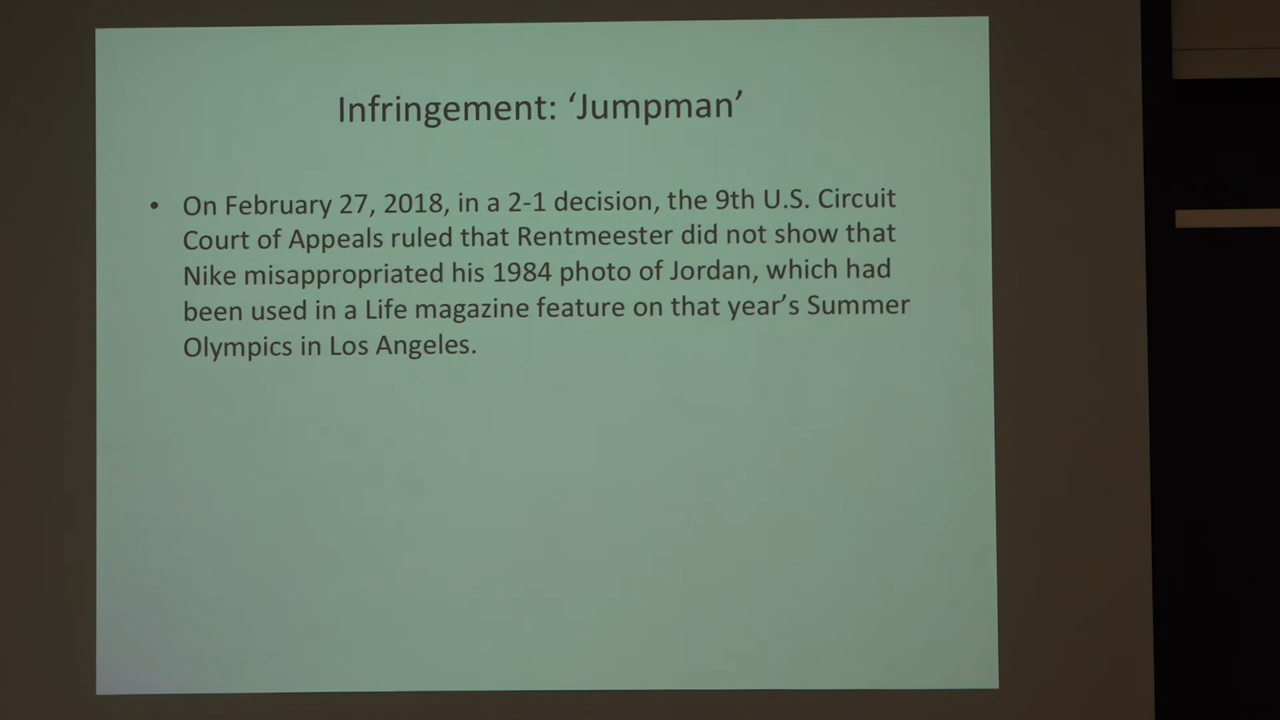 Infringement: ‘Jumpman’
• On February 27, 2018, in a 2-1 decision, the 9th U.S. Circuit
Court of Appeals ruled that Rentmeester did not show that
Nike misappropriated his 1984 photo of Jordan, which had
been used in a Life magazine feature on that year’s Summer
Olympics in Los Angeles.